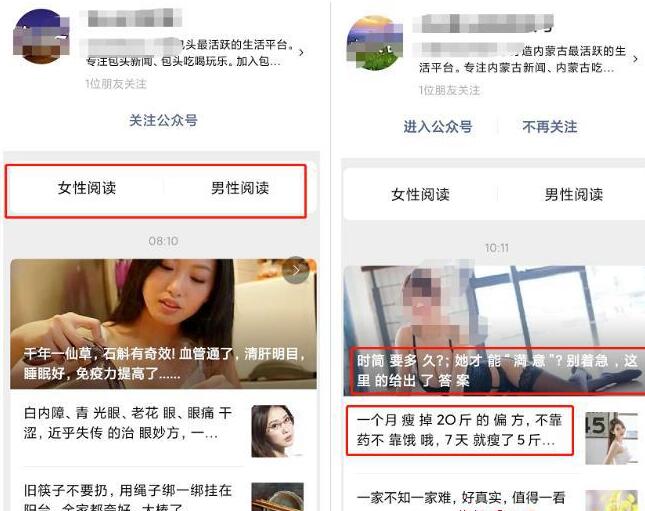 包头最活跃的生活平台。
专注包头新闻、包头吃喝玩乐。加入包...
1位朋友关注
关注公众号
女性阅读
男性阅读
08:10
千年一仙草，石斛有奇效! 血管通了，清肝明目，
睡眠好，免疫力提高了......
白内障、青 光眼、老花 眼、眼痛 干
涩，近乎失传 的治 眼妙方，一...
旧筷子不要扔，用绳子绑一绑挂在
阳台，全家都夸好，太棒了
造内蒙古最活跃的生
活平台。专注内蒙古新闻、内蒙古吃...
1位朋友关注
进入公众号
不再关注
女性阅读
男性阅读
10:11
时简 要多 久?；她才 能“ 满 意”？别着急 ，这
里 的给出 了 答 案
一个月 瘦 掉 2O 斤 的 偏 方，不靠
药不 靠饿 哦，7 天 就瘦了 5 斤...
一家不知一家难，好真实，值得一看